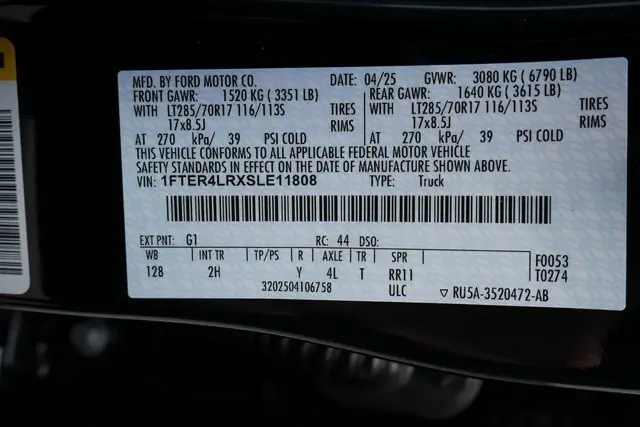 MFD. BY FORD MOTOR CO. DATE: 04/25 GVWR: 3080 KG ( 6790 LB)
FRONT GAWR: 1520 KG ( 3351 LB) REAR GAWR: 1640 KG ( 3615 LB)
WITH LT285/70R17 116/113S TIRES WITH LT285/70R17 116/113S TIRES
17x8.5J RIMS 17x8.5J RIMS
AT 270 kPa/ 39 PSI COLD AT 270 kPa/ 39 PSI COLD
THIS VEHICLE CONFORMS TO ALL APPLICABLE FEDERAL MOTOR VEHICLE
SAFETY STANDARDS IN EFFECT ON THE DATE OF MANUFACTURE SHOWN ABOVE.
VIN: 1FTER4LRXSLE11808 TYPE: Truck
EXT PNT: G1 RC: 44 DSO:
WB INT TR TP/PS R AXLE TR SPR F0053
128 2H Y 4L T RR11 T0274
3202504106758 ULC ▽ RU5A-3520472-AB